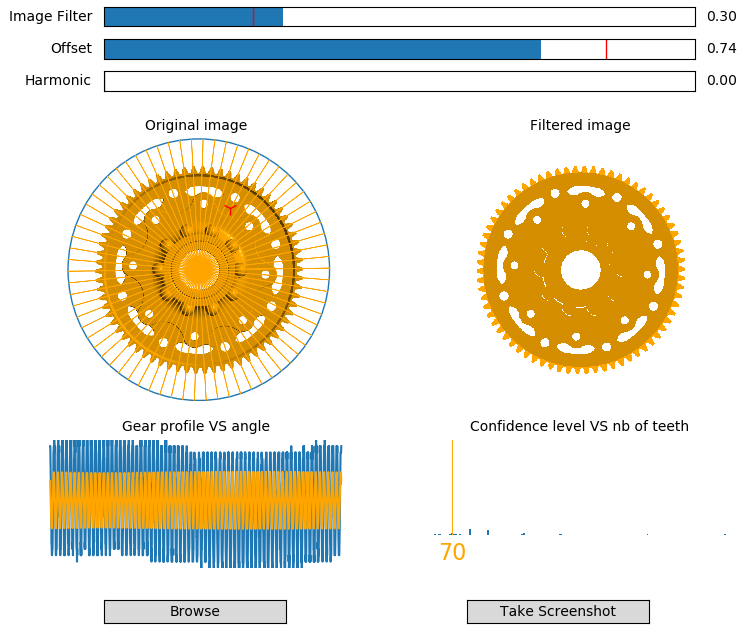 Image Filter 0.30
Offset 0.74
Harmonic 0.00
Original image Filtered image
Gear profile VS angle Confidence level VS nb of teeth
70
Browse Take Screenshot